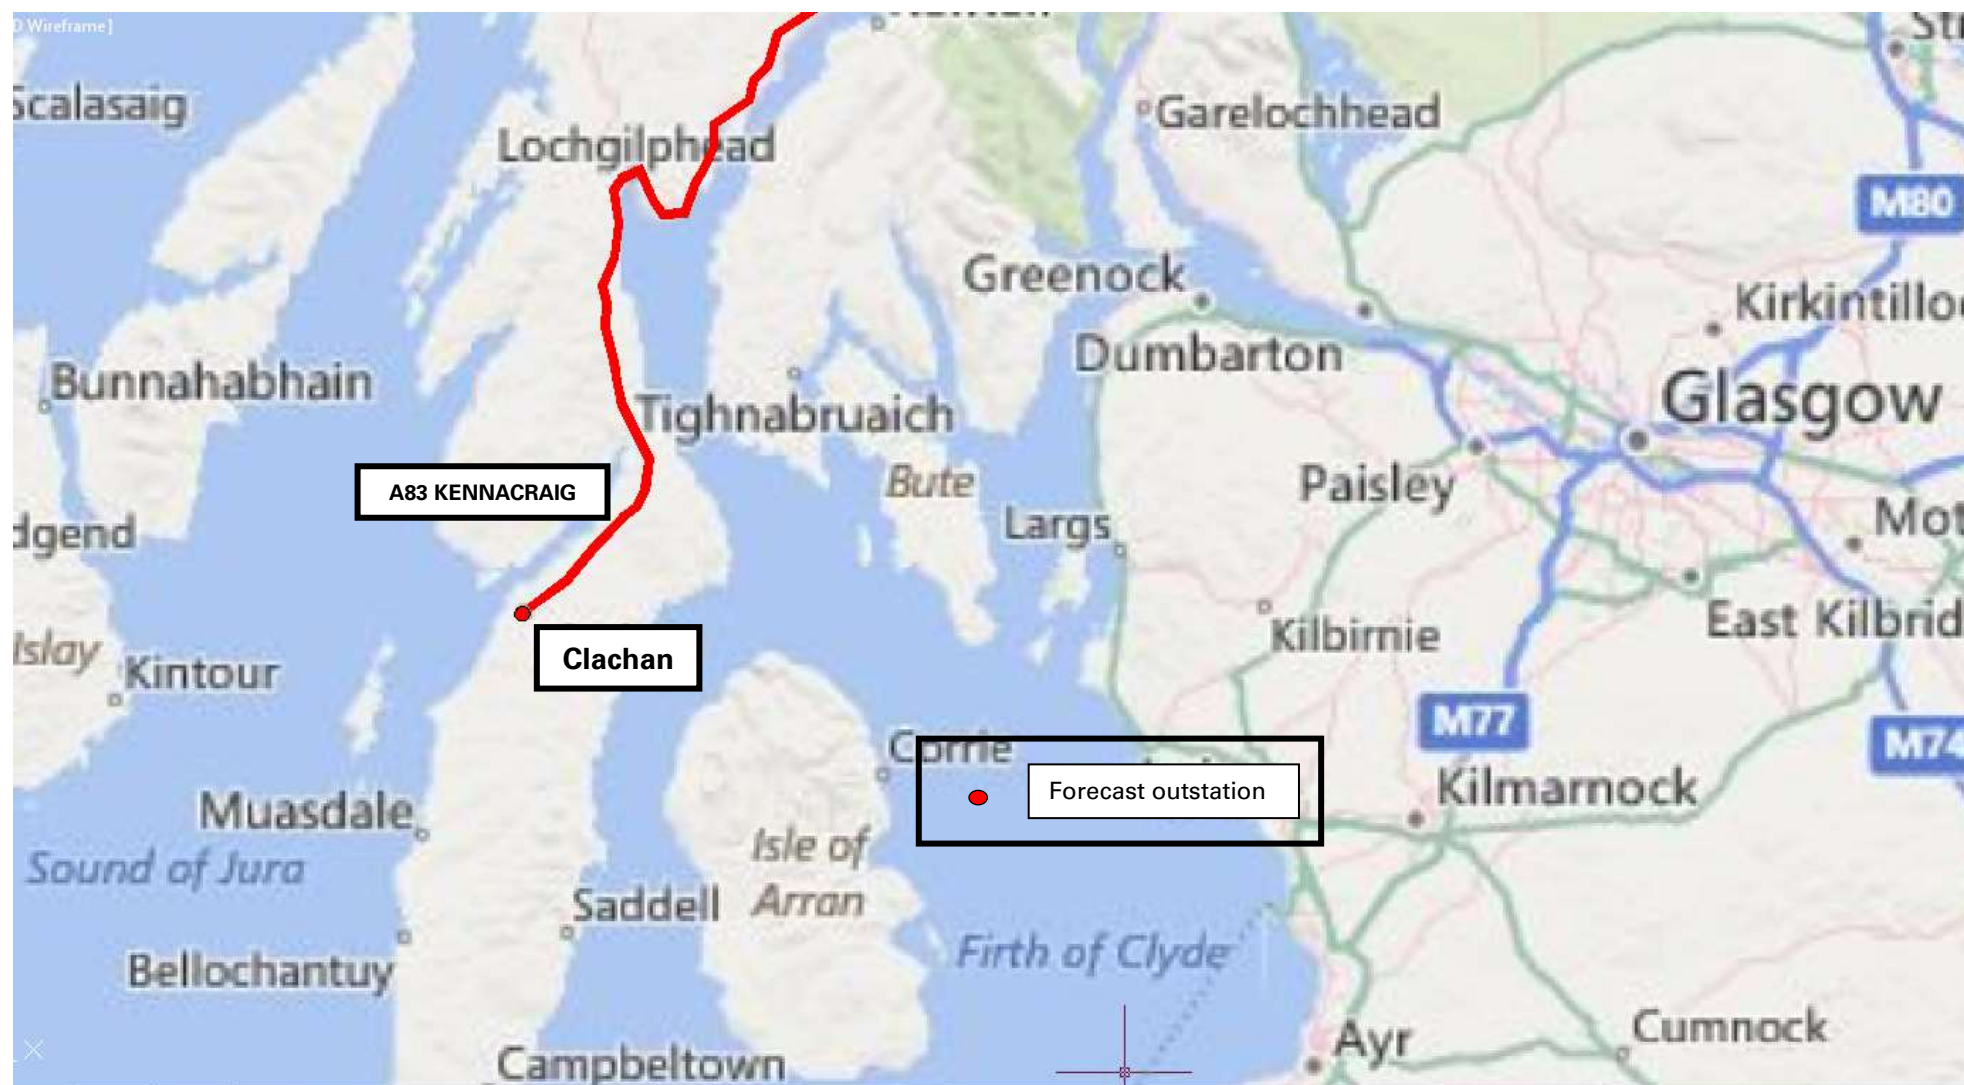 D Wireframe]
Scalasaig
Lochgilphead
Garelochhead
M80
Greenock
Kirkintillo
Dumbarton
Bunnahabhain
Glasgow
Tighnabruaich
A83 KENNACRAIG
Bute
Paisley
Largs
Mot
dgend
Islay
Kintour
Clachan
Kilbirnie
East Kilbrid
M77
M74
Corrie
Forecast outstation
Kilmarnock
Muasdale
Isle of
Arran
Sound of Jura
Saddell
Firth of Clyde
Bellochantuy
Ayr
Cumnock
Campbeltown